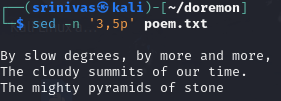 ┌──(srinivas㉿kali)-[~/doremon]
└─$ sed -n '3,5p' poem.txt
By slow degrees, by more and more,
The cloudy summits of our time.
The mighty pyramids of stone